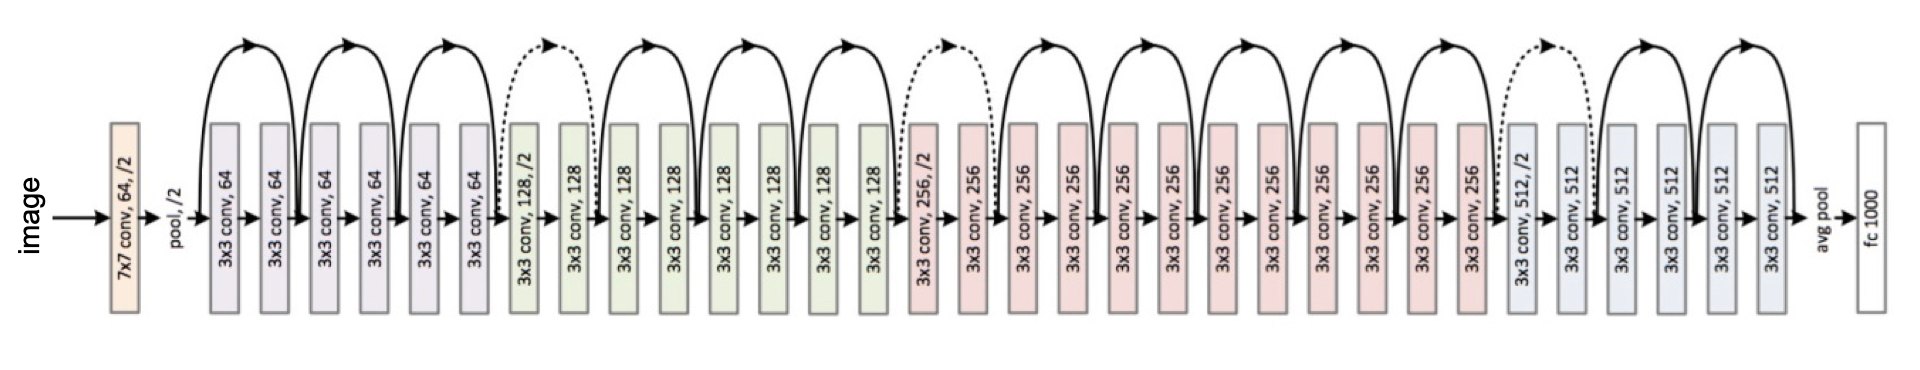 image
7x7 conv, 64, /2
pool, /2
3x3 conv, 64
3x3 conv, 64
3x3 conv, 64
3x3 conv, 64
3x3 conv, 64
3x3 conv, 64
3x3 conv, 128, /2
3x3 conv, 128
3x3 conv, 128
3x3 conv, 128
3x3 conv, 128
3x3 conv, 128
3x3 conv, 128
3x3 conv, 128
3x3 conv, 256, /2
3x3 conv, 256
3x3 conv, 256
3x3 conv, 256
3x3 conv, 256
3x3 conv, 256
3x3 conv, 256
3x3 conv, 256
3x3 conv, 256
3x3 conv, 256
3x3 conv, 256
3x3 conv, 256
3x3 conv, 512, /2
3x3 conv, 512
3x3 conv, 512
3x3 conv, 512
3x3 conv, 512
3x3 conv, 512
avg pool
fc 1000